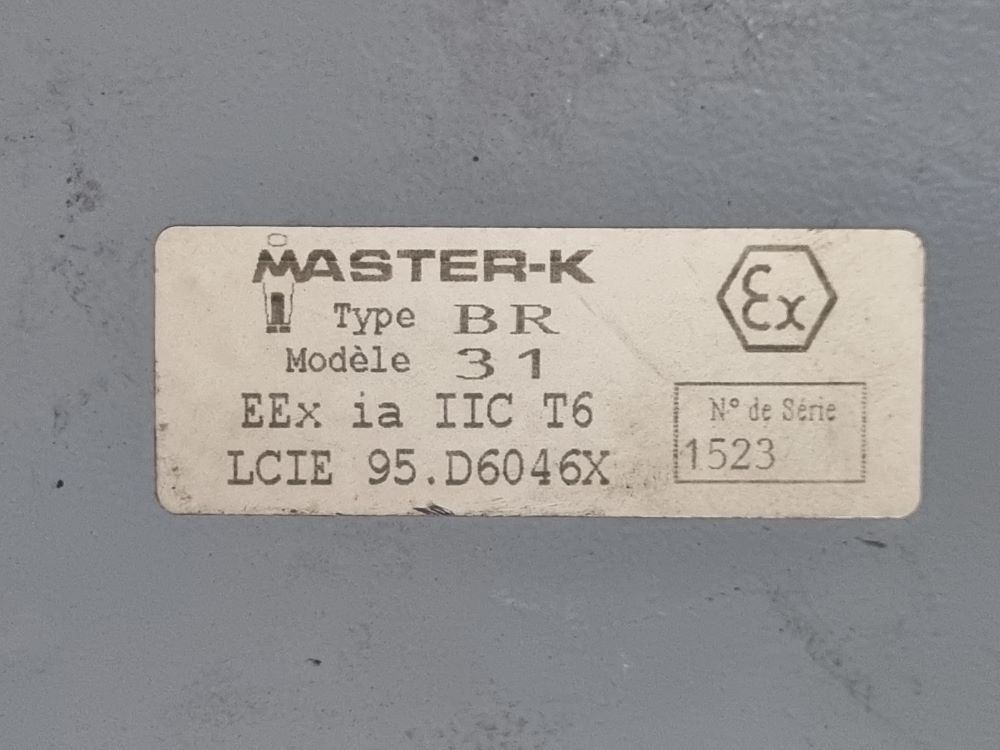 MASTER-K
Type BR
Modèle 31
EEx ia IIC T6
LCIE 95.D6046X
Ex
N° de Série
1523